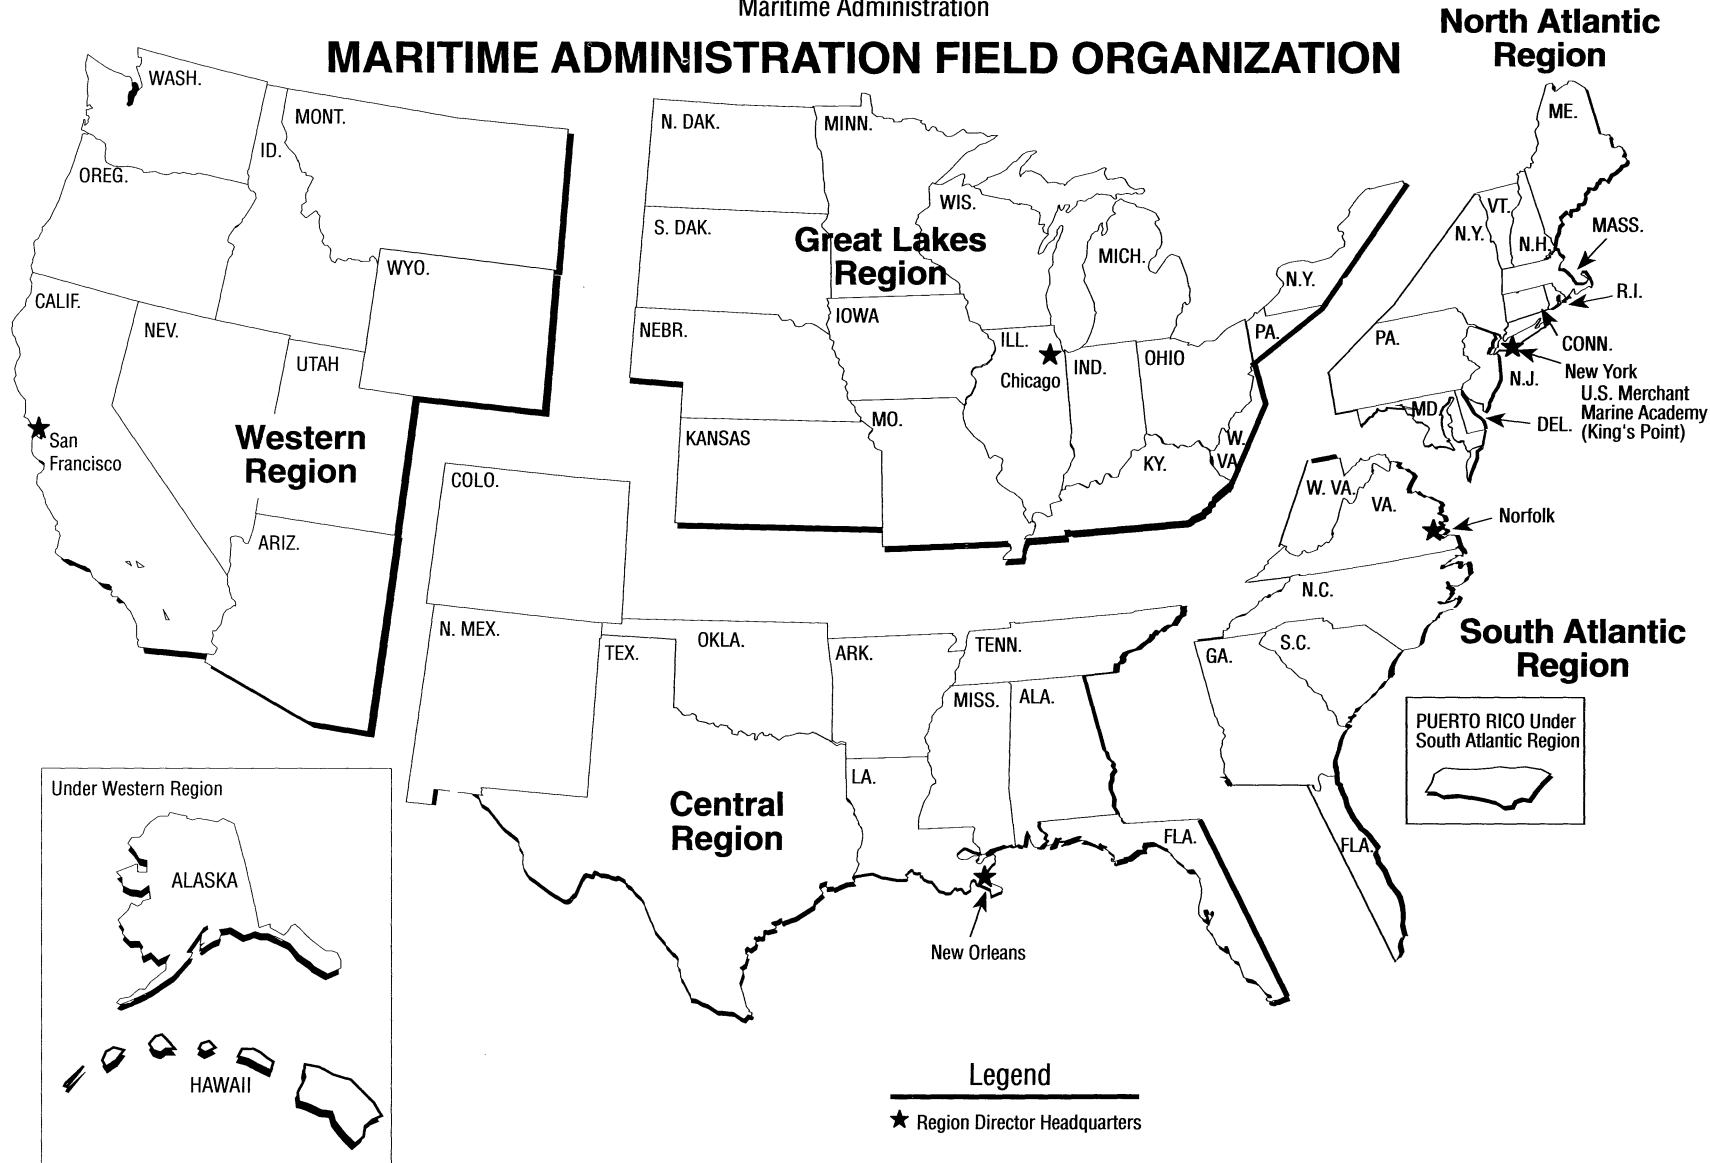 Maritime Administration
MARITIME ADMINISTRATION FIELD ORGANIZATION
North Atlantic
Region
WASH.
MONT.
ID.
OREG.
WYO.
CALIF.
NEV.
UTAH
San
Francisco
Western
Region
ARIZ.
N. DAK.
MINN.
S. DAK.
WIS.
Great Lakes
Region
MICH.
N.Y.
NEBR.
IOWA
ILL.
Chicago
IND.
OHIO
PA.
KANSAS
MO.
KY.
W.
VA.
ME.
VT.
N.Y.
N.H.
MASS.
R.I.
PA.
CONN.
New York
N.J.
U.S. Merchant
Marine Academy
(King's Point)
MD.
DEL.
W. VA.
VA.
Norfolk
N.C.
South Atlantic
Region
GA.
S.C.
FLA.
PUERTO RICO Under
South Atlantic Region
COLO.
N. MEX.
TEX.
OKLA.
ARK.
TENN.
MISS.
ALA.
LA.
Central
Region
FLA.
New Orleans
Under Western Region
ALASKA
HAWAII
Legend
Region Director Headquarters